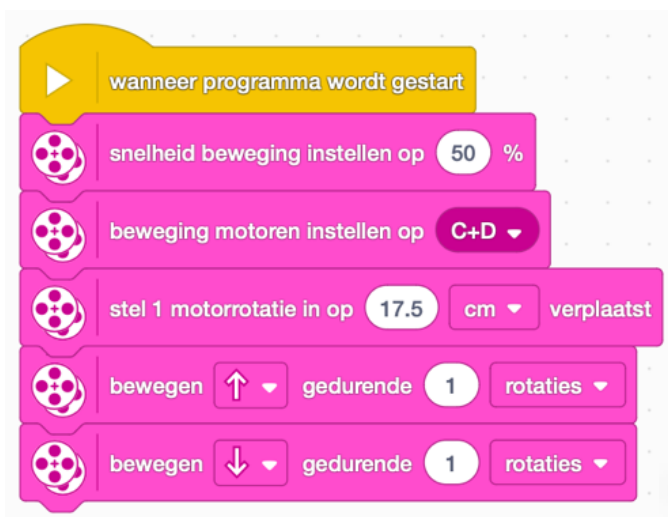 wanneer programma wordt gestart
snelheid beweging instellen op 50 %
beweging motoren instellen op C+D
stel 1 motorrotatie in op 17.5 cm verplaatst
bewegen ↑ gedurende 1 rotaties
bewegen ↓ gedurende 1 rotaties